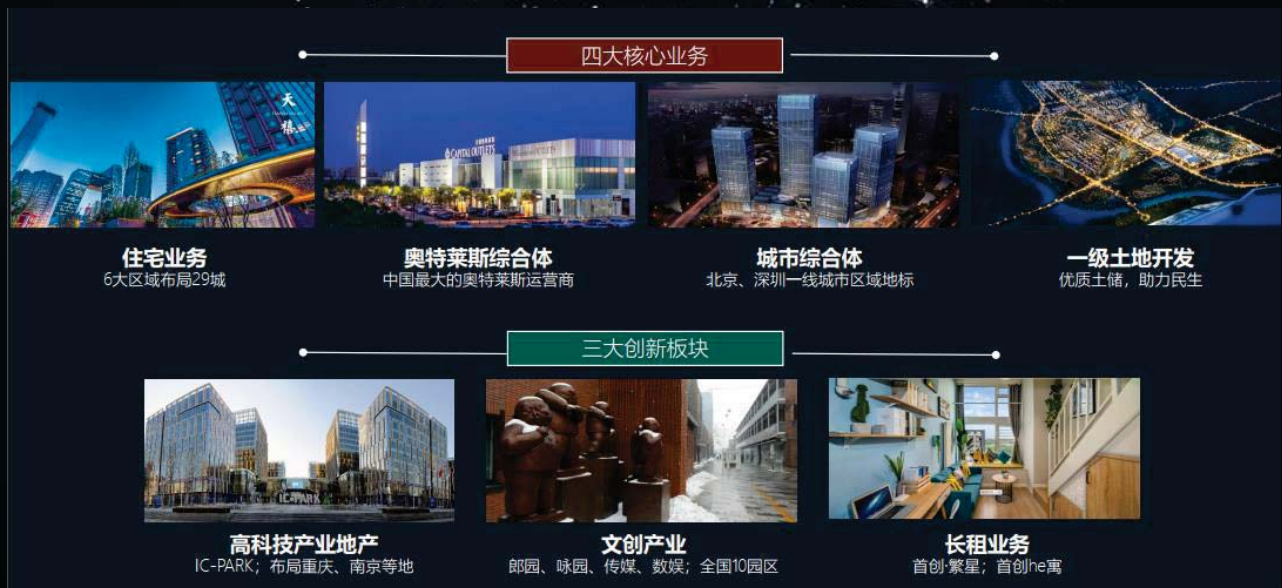 四大核心业务
天禧
CAPITAL OUTLETS
住宅业务
奥特莱斯综合体
城市综合体
一级土地开发
6大区域布局29城
中国最大的奥特莱斯运营商
北京、深圳一线城市区域地标
优质土储，助力民生
三大创新板块
IC-PARK
高科技产业地产
文创产业
长租业务
IC-PARK；布局重庆、南京等地
郎园、咏园、传媒、数娱；全国10园区
首创·繁星；首创he寓